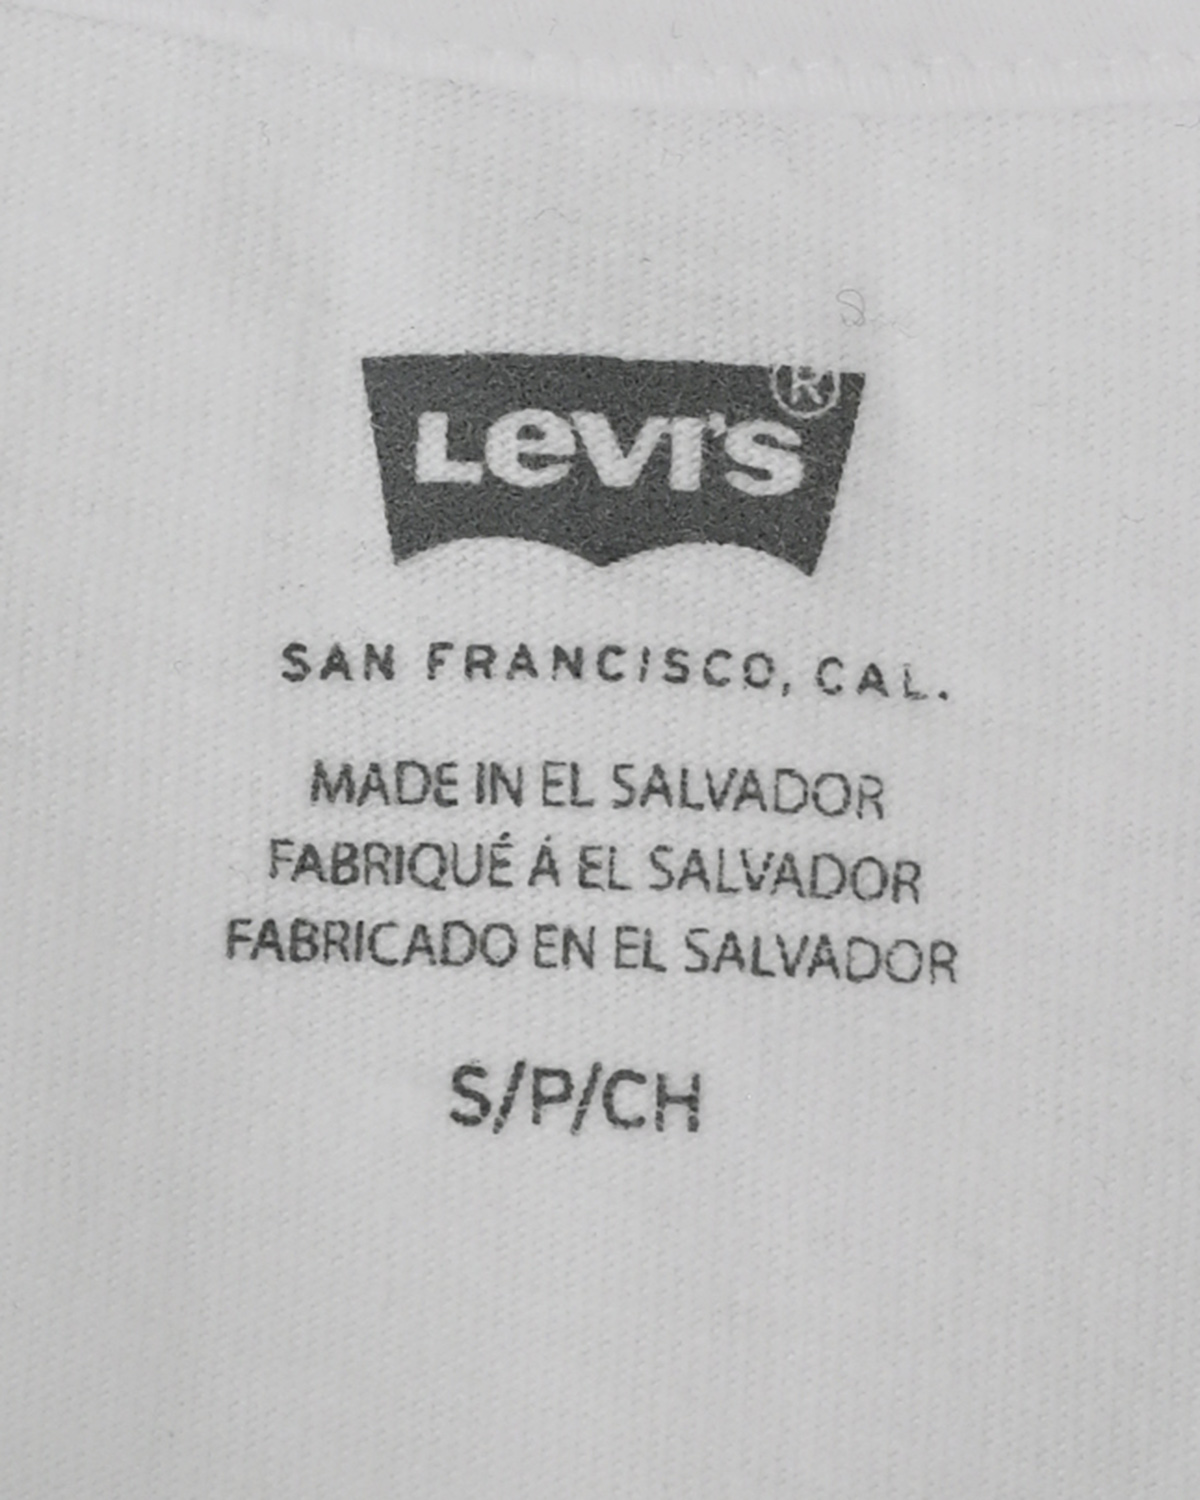 Levi's®
SAN FRANCISCO, CAL.
MADE IN EL SALVADOR
FABRIQUÉ Á EL SALVADOR
FABRICADO EN EL SALVADOR
S/P/CH